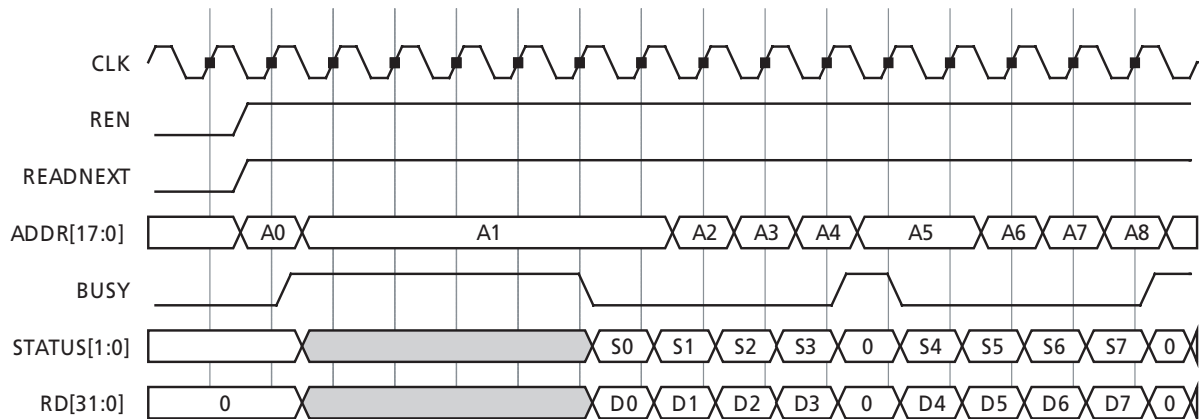 CLK
REN
READNEXT
ADDR[17:0] A0 A1 A2 A3 A4 A5 A6 A7 A8
BUSY
STATUS[1:0] S0 S1 S2 S3 0 S4 S5 S6 S7 0
RD[31:0] 0 D0 D1 D2 D3 0 D4 D5 D6 D7 0